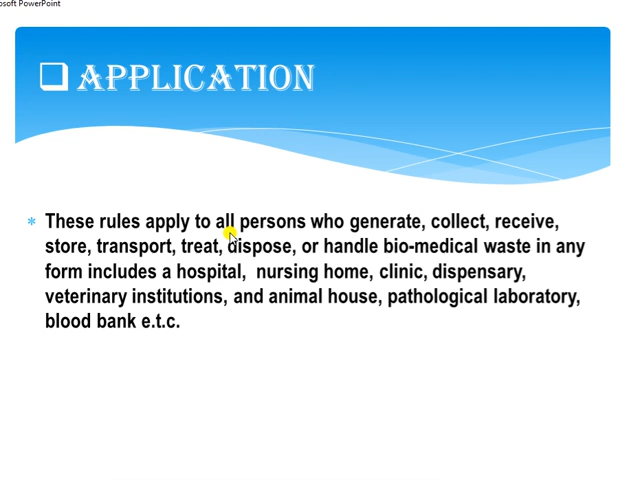 osoft PowerPoint
❑ APPLICATION
* These rules apply to all persons who generate, collect, receive,
store, transport, treat, dispose, or handle bio-medical waste in any
form includes a hospital,  nursing home, clinic, dispensary,
veterinary institutions, and animal house, pathological laboratory,
blood bank e.t.c.